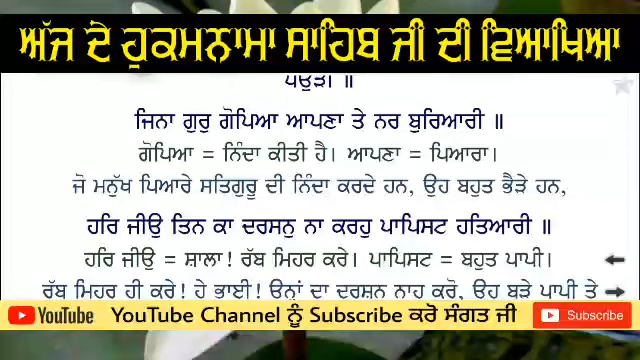 ਅੱਜ ਦੇ ਹੁਕਮਨਾਮਾ ਸਾਹਿਬ ਜੀ ਦੀ ਵਿਆਖਿਆ
ਪਉੜੀ ॥
ਜਿਨਾ ਗੁਰੁ ਗੋਪਿਆ ਆਪਣਾ ਤੇ ਨਰ ਬੁਰਿਆਰੀ ॥
ਗੋਪਿਆ = ਨਿੰਦਾ ਕੀਤੀ ਹੈ। ਆਪਣਾ = ਪਿਆਰਾ।
ਜੋ ਮਨੁੱਖ ਪਿਆਰੇ ਸਤਿਗੁਰੂ ਦੀ ਨਿੰਦਾ ਕਰਦੇ ਹਨ, ਉਹ ਬਹੁਤ ਭੈੜੇ ਹਨ,
ਹਰਿ ਜੀਉ ਤਿਨ ਕਾ ਦਰਸਨੁ ਨਾ ਕਰਹੁ ਪਾਪਿਸਟ ਹਤਿਆਰੀ ॥
ਹਰਿ ਜੀਉ = ਸ਼ਾਲਾ! ਰੱਬ ਮਿਹਰ ਕਰੇ। ਪਾਪਿਸਟ = ਬਹੁਤ ਪਾਪੀ।
ਰੱਬ ਮਿਹਰ ਹੀ ਕਰੇ! ਹੇ ਭਾਈ! ਉਨਾਂ ਦਾ ਦਰਸ਼ਨ ਨਾਹ ਕਰੋ, ਉਹ ਬੜੇ ਪਾਪੀ ਤੇ
YouTube YouTube Channel ਨੂੰ Subscribe ਕਰੋ ਸੰਗਤ ਜੀ Subscribe